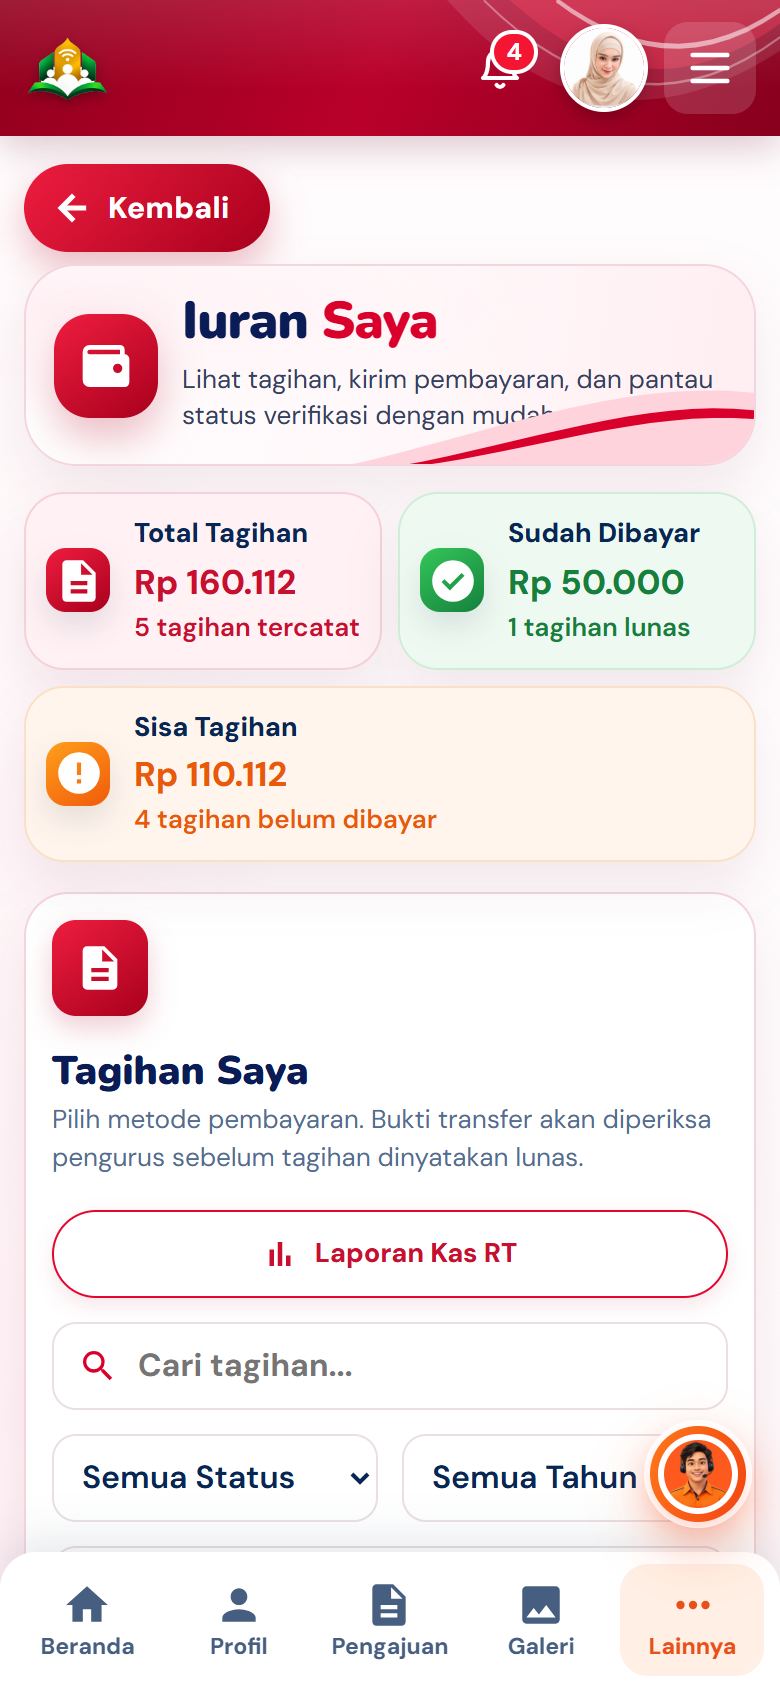 4
Kembali
Iuran Saya
Lihat tagihan, kirim pembayaran, dan pantau
status verifikasi dengan mudah
Total Tagihan
Rp 160.112
5 tagihan tercatat
Sudah Dibayar
Rp 50.000
1 tagihan lunas
Sisa Tagihan
Rp 110.112
4 tagihan belum dibayar
Tagihan Saya
Pilih metode pembayaran. Bukti transfer akan diperiksa
pengurus sebelum tagihan dinyatakan lunas.
Laporan Kas RT
Cari tagihan...
Semua Status
Semua Tahun
Beranda
Profil
Pengajuan
Galeri
Lainnya